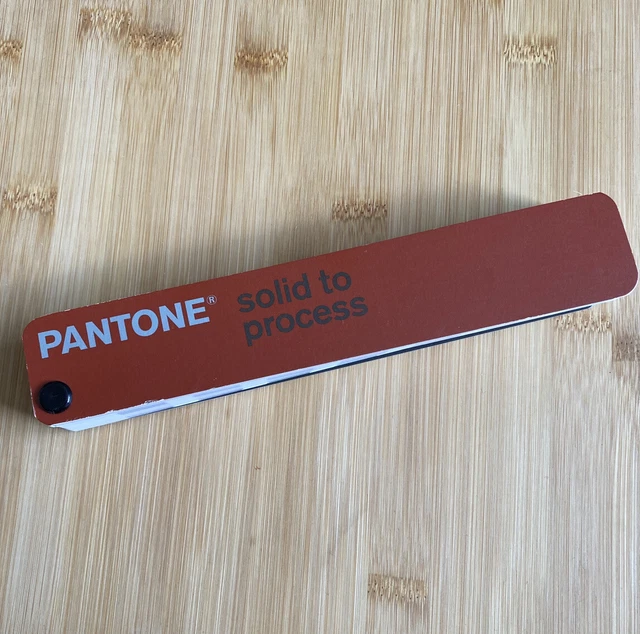 PANTONE®
solid to
process